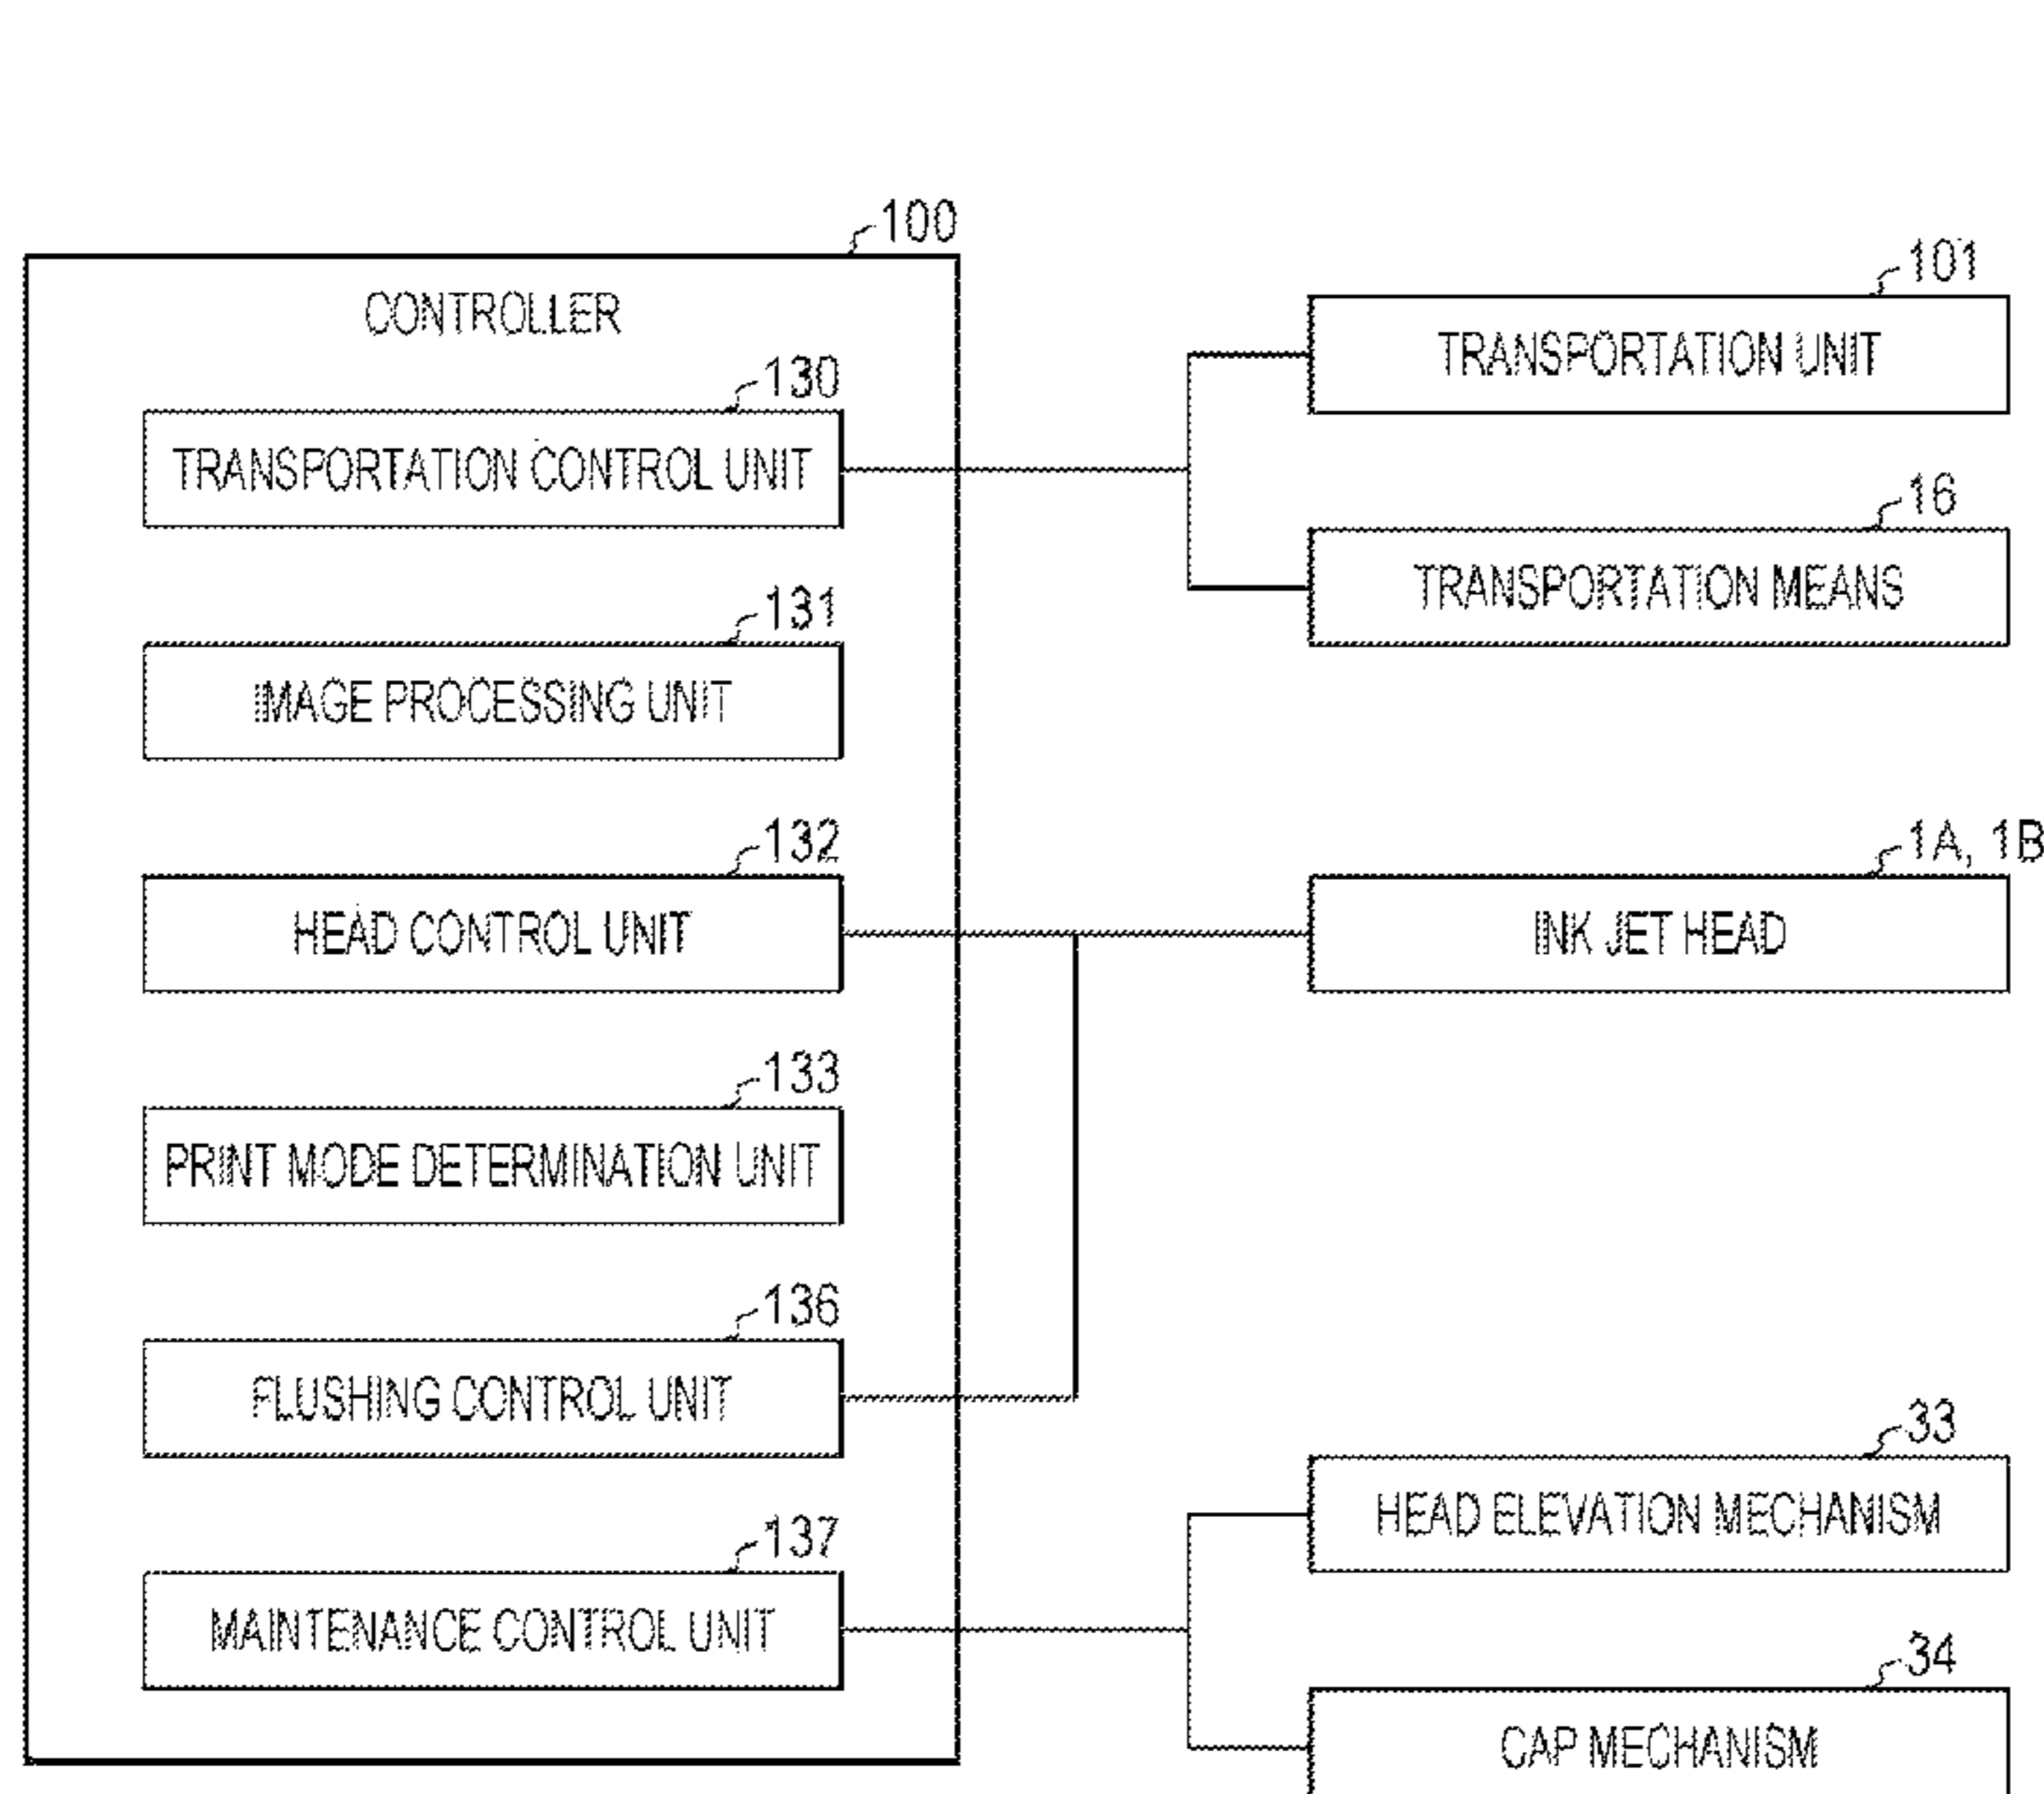 100
CONTROLLER
130
TRANSPORTATION CONTROL UNIT
131
IMAGE PROCESSING UNIT
132
HEAD CONTROL UNIT
133
PRINT MODE DETERMINATION UNIT
136
FLUSHING CONTROL UNIT
137
MAINTENANCE CONTROL UNIT
101
TRANSPORTATION UNIT
16
TRANSPORTATION MEANS
1A, 1B
INK JET HEAD
33
HEAD ELEVATION MECHANISM
34
CAP MECHANISM